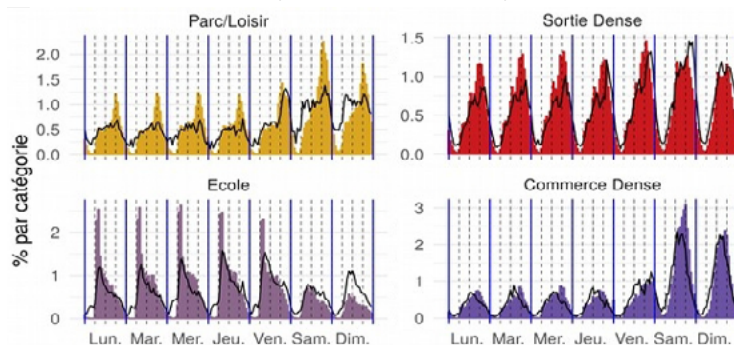 Parc/Loisir
Sortie Dense
2.0
1.5
1.0
0.5
0.0
1.5
1.0
0.5
0.0
% par catégorie
Ecole
Commerce Dense
2
1
0
3
2
1
0
Lun. Mar. Mer. Jeu. Ven. Sam. Dim.
Lun. Mar. Mer. Jeu. Ven. Sam. Dim.